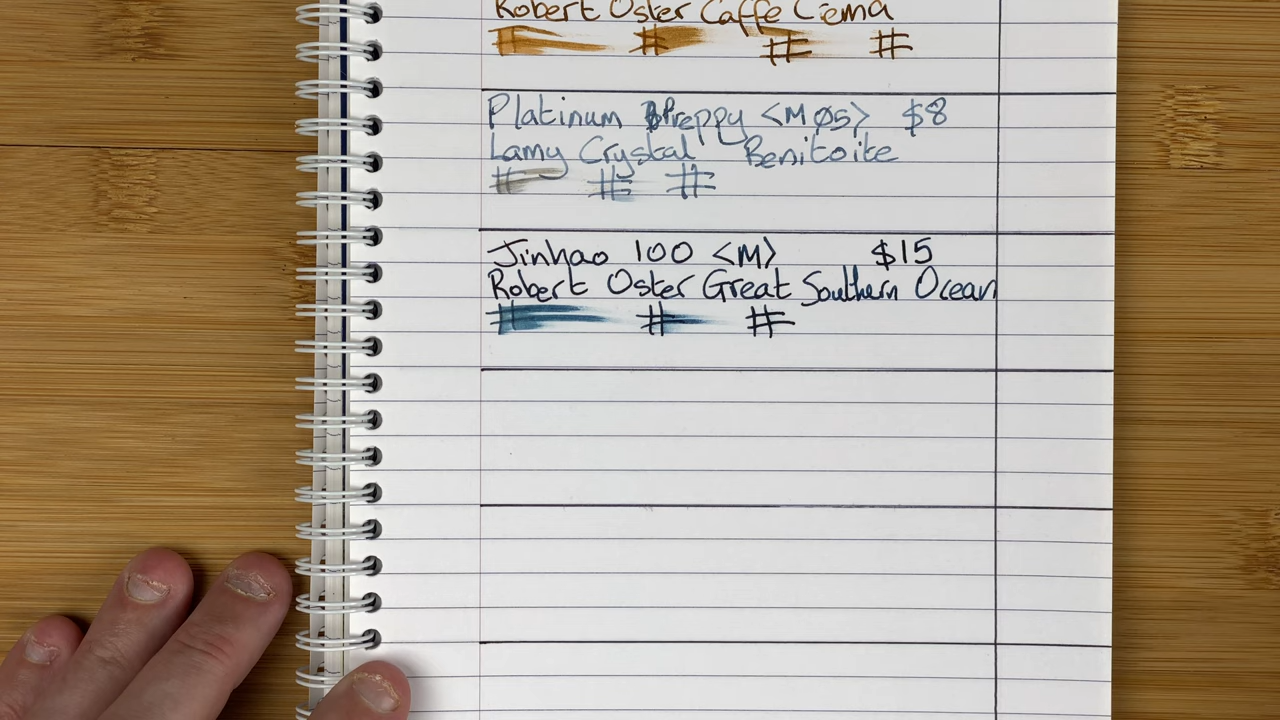 Robert Oster Caffe Crema
# # # #
Platinum Preppy <M 05> $8
Lamy Crystal Benitoite
# # #
Jinhao 100 <M> $15
Robert Oster Great Southern Ocean
# # #